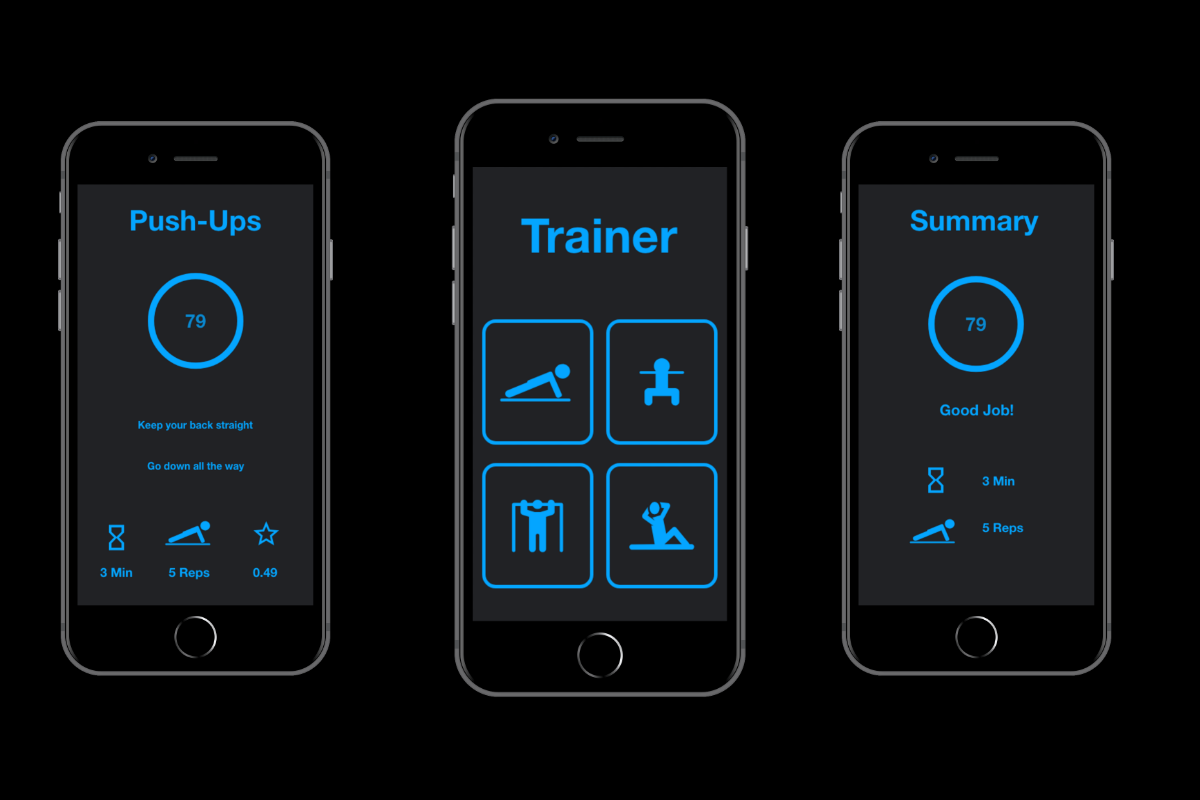 Push-Ups
79
Keep your back straight
Go down all the way
3 Min
5 Reps
0.49
Trainer
Summary
79
Good Job!
3 Min
5 Reps